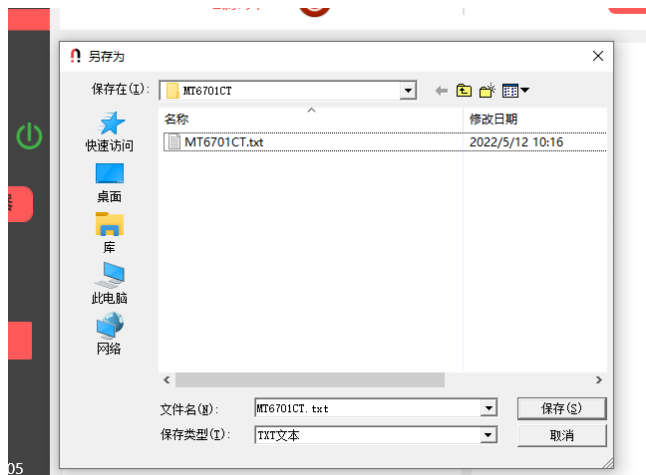 另存为
保存在(I):
MT6701CT
名称
修改日期
MT6701CT.txt
2022/5/12 10:16
快速访问
桌面
库
此电脑
网络
文件名(N):
MT6701CT.txt
保存(S)
保存类型(T):
TXT文本
取消
05